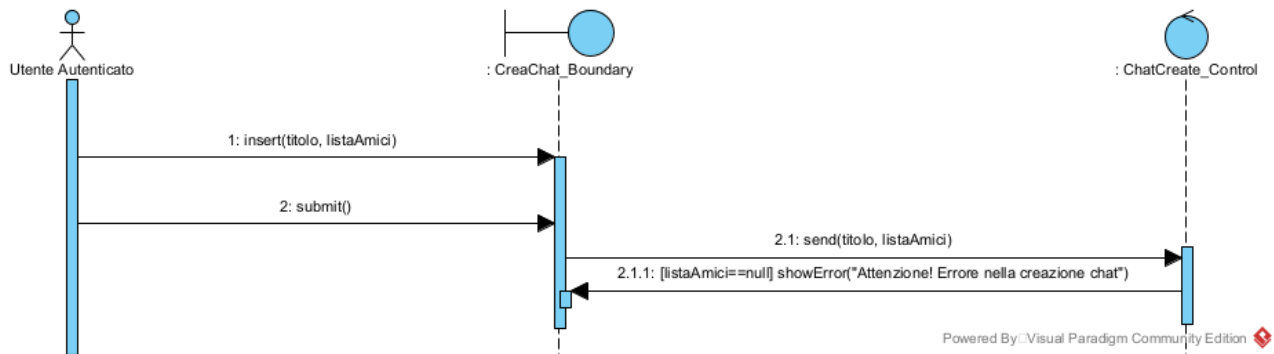 Utente Autenticato
: CreaChat_Boundary
: ChatCreate_Control
1: insert(titolo, listaAmici)
2: submit()
2.1: send(titolo, listaAmici)
2.1.1: [listaAmici==null] showError("Attenzione! Errore nella creazione chat")
Powered By Visual Paradigm Community Edition